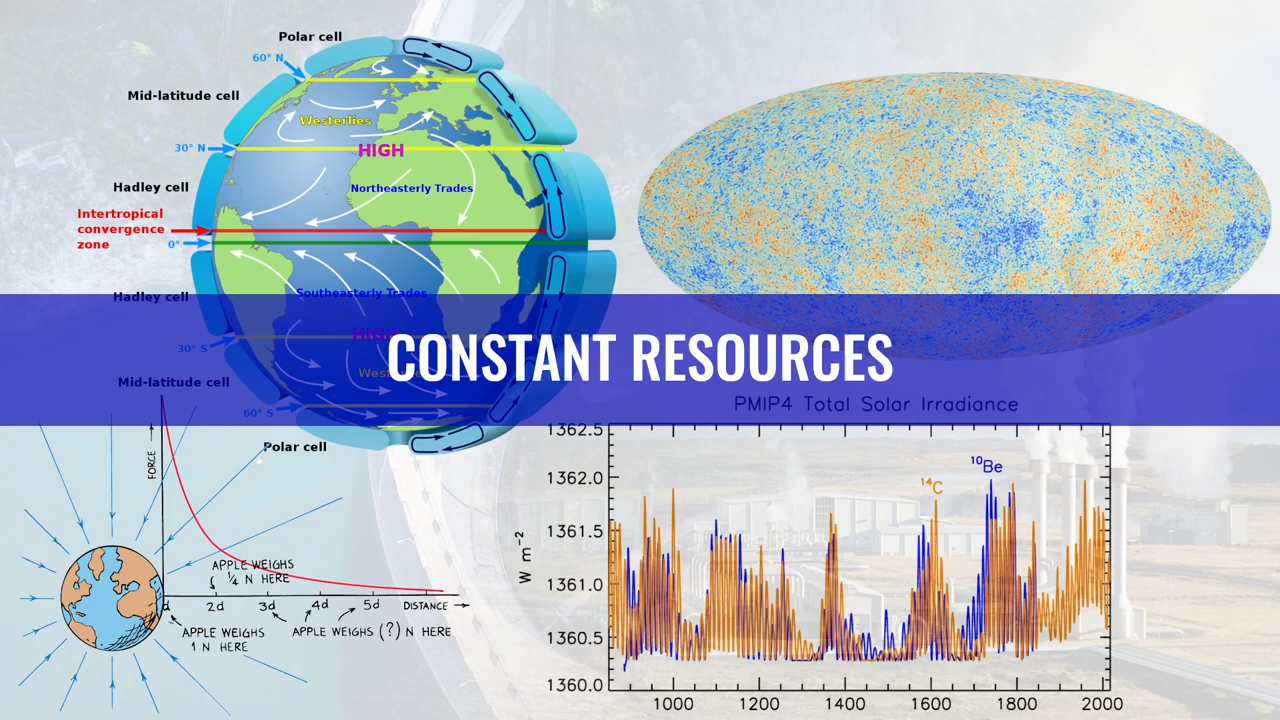 Polar cell
60° N
Mid-latitude cell
Westerlies
30° N
HIGH
Hadley cell
Northeasterly Trades
Intertropical
convergence
zone
0°
Hadley cell
Southeasterly Trades
HIGH
30° S
CONSTANT RESOURCES
Mid-latitude cell
60° S
Polar cell
FORCE
APPLE WEIGHS
1/4 N HERE
d 2d 3d 4d 5d DISTANCE
APPLE WEIGHS
1 N HERE
APPLE WEIGHS (?) N HERE
PMIP4 Total Solar Irradiance
W m⁻²
1362.5
1362.0
1361.5
1361.0
1360.5
1360.0
¹⁴C
¹⁰Be
1000 1200 1400 1600 1800 2000